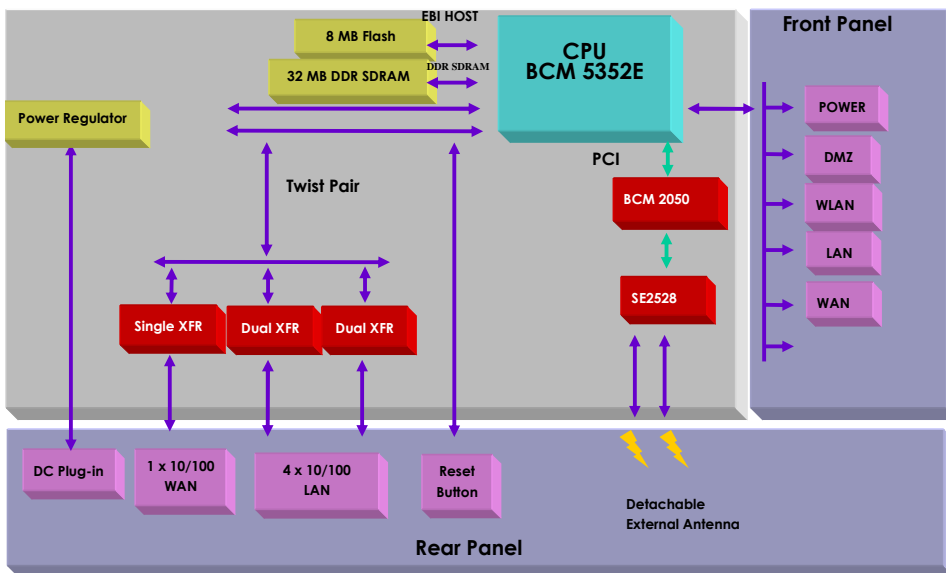 EBI HOST
8 MB Flash
CPU
BCM 5352E
Front Panel
32 MB DDR SDRAM
DDR SDRAM
Power Regulator
POWER
DMZ
WLAN
LAN
WAN
PCI
Twist Pair
BCM 2050
SE2528
Single XFR
Dual XFR
Dual XFR
DC Plug-in
1 x 10/100
WAN
4 x 10/100
LAN
Reset
Button
Detachable
External Antenna
Rear Panel